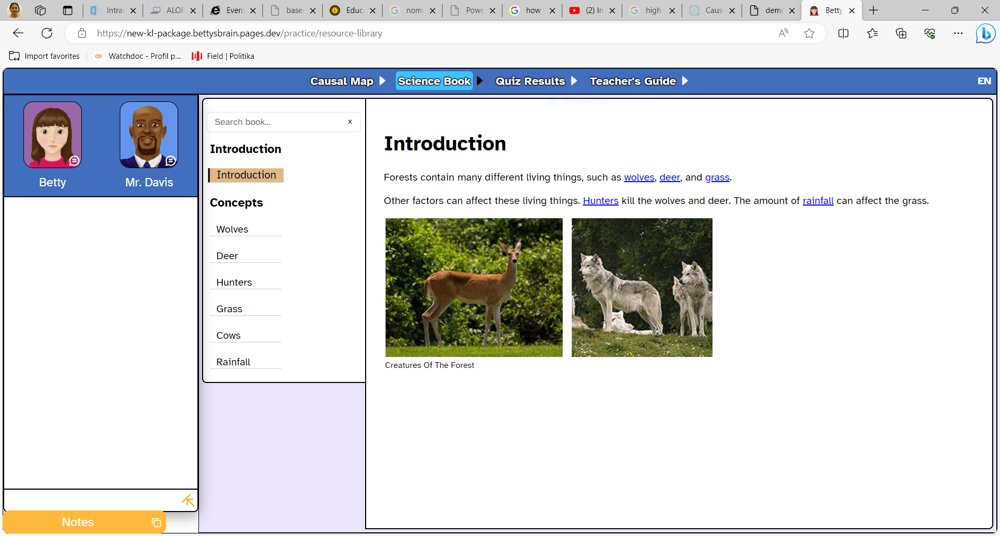 Intra
ALOR
Even
base
Educ
nomi
Powe
how
(2) In
high
Caus
demo
Betty
https://new-kl-package.bettysbrain.pages.dev/practice/resource-library
Import favorites
Watchdoc - Profil p...
Field | Politika
Causal Map
Science Book
Quiz Results
Teacher's Guide
EN
Betty
Mr. Davis
Search book...
x
Introduction
Introduction
Concepts
Wolves
Deer
Hunters
Grass
Cows
Rainfall
Introduction
Forests contain many different living things, such as wolves, deer, and grass.
Other factors can affect these living things. Hunters kill the wolves and deer. The amount of rainfall can affect the grass.
Creatures Of The Forest
Notes